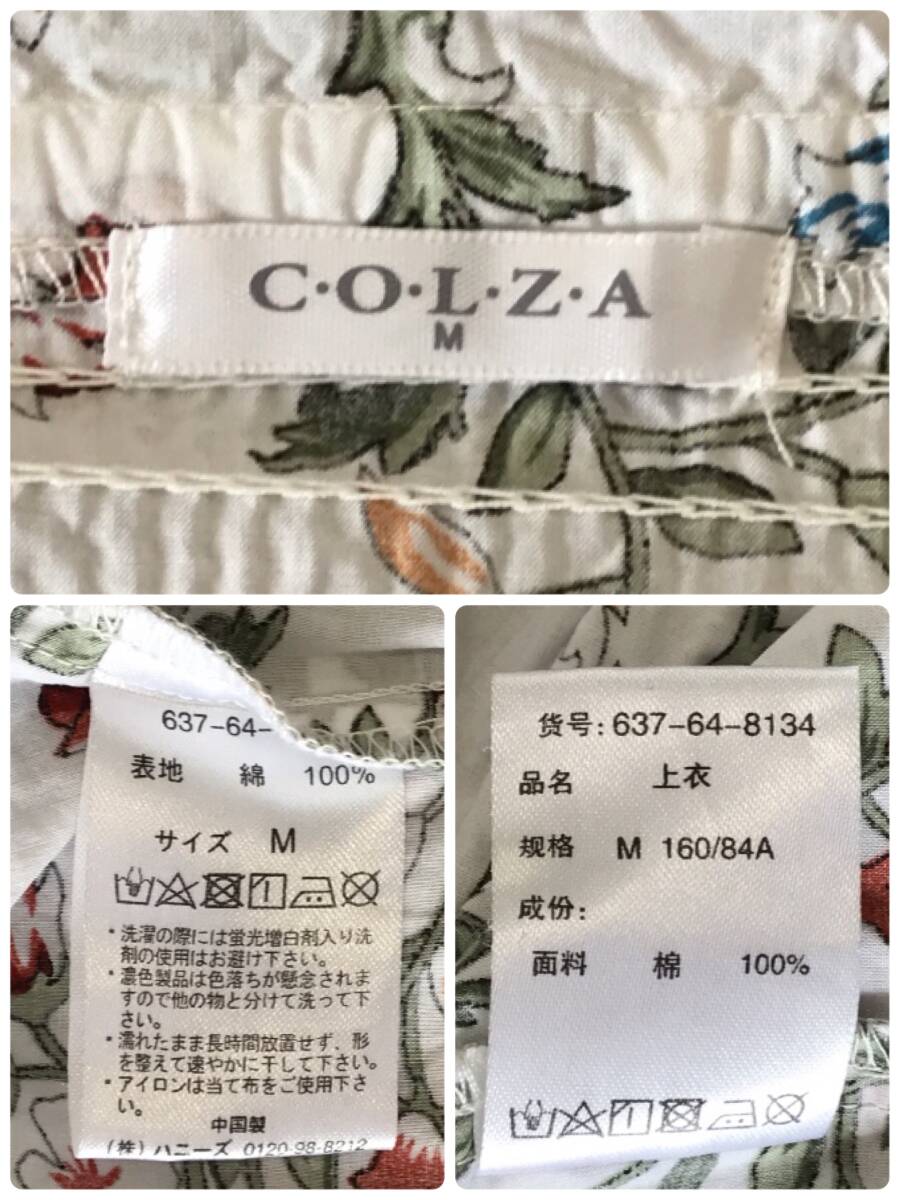 C·O·L·Z·A
M
637-64-
表地 綿 100%
サイズ M
・洗濯の際には蛍光増白剤入り洗
剤の使用はお避け下さい。
・濃色製品は色落ちが懸念されま
すので他の物と分けて洗って下
さい。
・濡れたまま長時間放置せず、形
を整えて速やかに干して下さい。
・アイロンは当て布をご使用下さ
い。
中国製
(株)ハニーズ 0120-98-8212
货号:637-64-8134
品名 上衣
规格 M 160/84A
成份:
面料 棉 100%